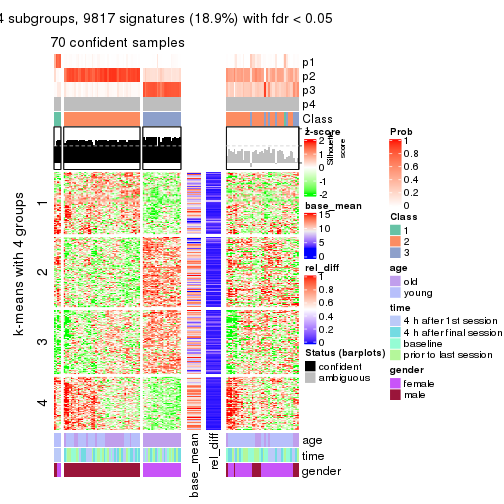 4 subgroups, 9817 signatures (18.9%) with fdr < 0.05
70 confident samples
p1
p2
p3
p4
Class
Silhouette score
k-means with 4 groups
1
2
3
4
base_mean
rel_diff
age
time
gender
z-score
2
1
0
-1
-2
base_mean
15
10
5
0
rel_diff
1
0.8
0.6
0.4
0.2
0
Status (barplots)
confident
ambiguous
Prob
1
0.8
0.6
0.4
0.2
0
Class
1
2
3
age
old
young
time
4 h after 1st session
4 h after final session
baseline
prior to last session
gender
female
male